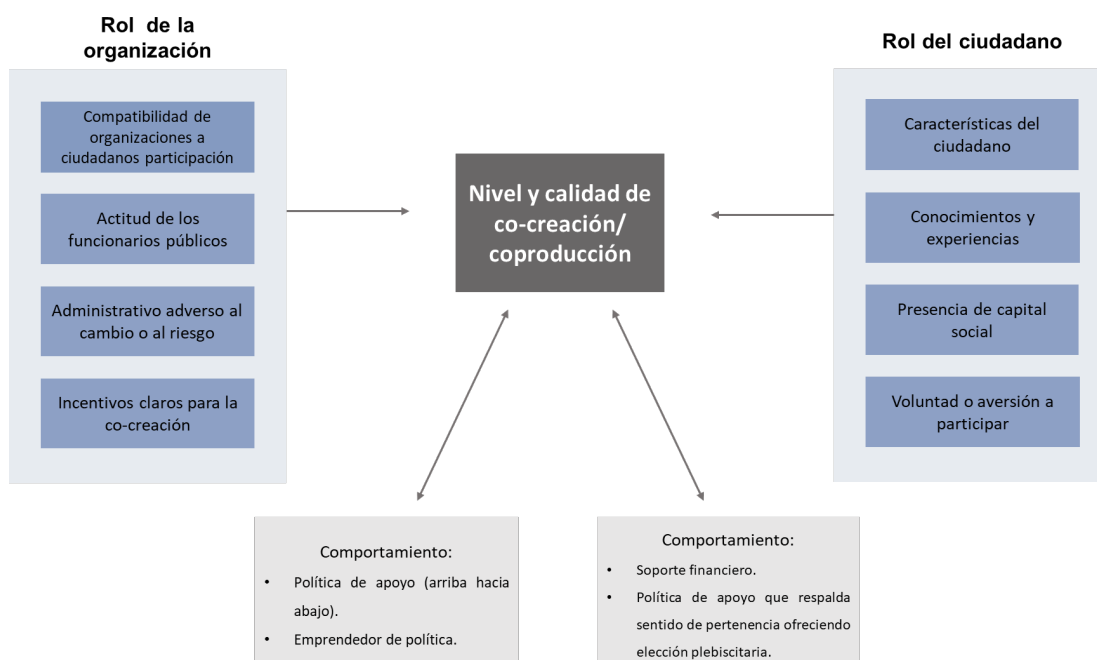 Rol de la
organización
Compatibilidad de
organizaciones a
ciudadanos participación
Actitud de los
funcionarios públicos
Administrativo adverso al
cambio o al riesgo
Incentivos claros para la
co-creación
Nivel y calidad de
co-creación/
coproducción
Rol del ciudadano
Características del
ciudadano
Conocimientos y
experiencias
Presencia de capital
social
Voluntad o aversión a
participar
Comportamiento:
• Política de apoyo (arriba hacia
abajo).
• Emprendedor de política.
Comportamiento:
• Soporte financiero.
• Política de apoyo que respalda
sentido de pertenencia ofreciendo
elección plebiscitaria.